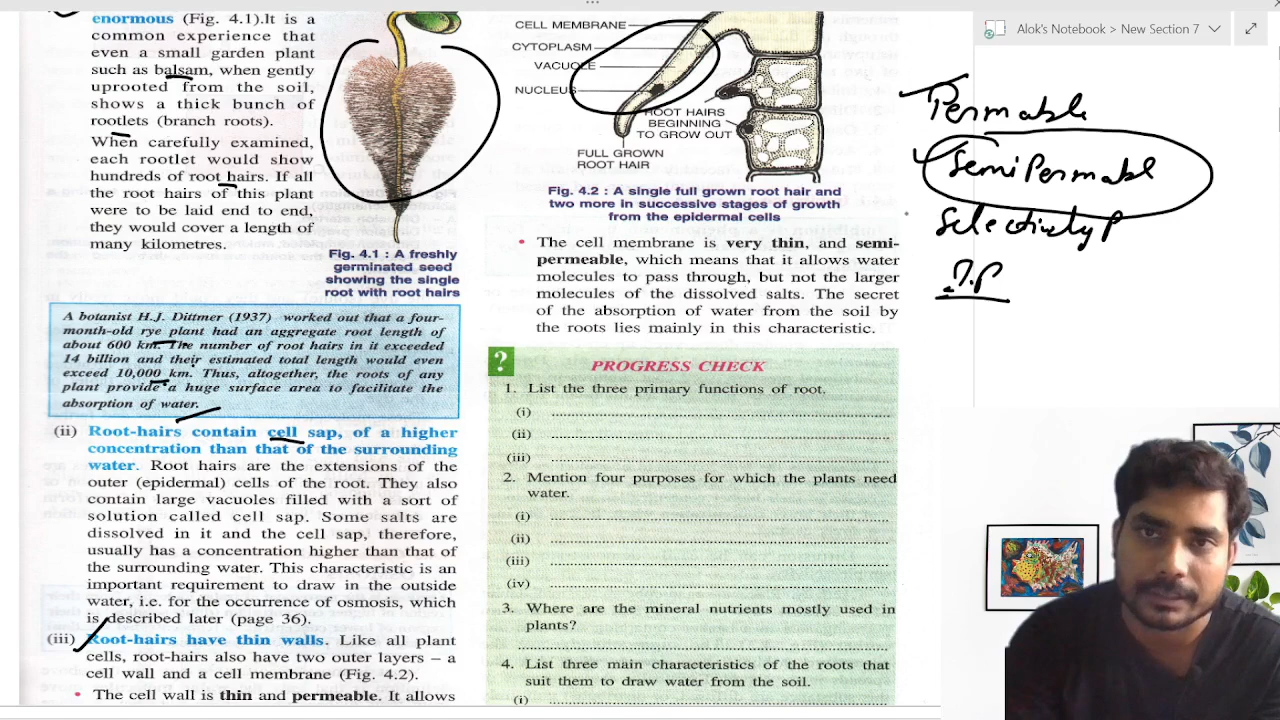 enormous (Fig. 4.1).It is a
common experience that
even a small garden plant
such as balsam, when gently
uprooted from the soil,
shows a thick bunch of
rootlets (branch roots).
When carefully examined,
each rootlet would show
hundreds of root hairs. If all
the root hairs of this plant
were to be laid end to end,
they would cover a length of
many kilometres.
Fig. 4.1 : A freshly
germinated seed
showing the single
root with root hairs
A botanist H.J. Dittmer (1937) worked out that a four-
month-old rye plant had an aggregate root length of
about 600 km. The number of root hairs in it exceeded
14 billion and their estimated total length would even
exceed 10,000 km. Thus, altogether, the roots of any
plant provide a huge surface area to facilitate the
absorption of water.
(ii) Root-hairs contain cell sap, of a higher
concentration than that of the surrounding
water. Root hairs are the extensions of the
outer (epidermal) cells of the root. They also
contain large vacuoles filled with a sort of
solution called cell sap. Some salts are
dissolved in it and the cell sap, therefore,
usually has a concentration higher than that of
the surrounding water. This characteristic is an
important requirement to draw in the outside
water, i.e. for the occurrence of osmosis, which
is described later (page 36).
(iii) Root-hairs have thin walls. Like all plant
cells, root-hairs also have two outer layers – a
cell wall and a cell membrane (Fig. 4.2).
• The cell wall is thin and permeable. It allows
CELL MEMBRANE
CYTOPLASM
VACUOLE
NUCLEUS
ROOT HAIRS
BEGINNING
TO GROW OUT
FULL GROWN
ROOT HAIR
Fig. 4.2 : A single full grown root hair and
two more in successive stages of growth
from the epidermal cells
• The cell membrane is very thin, and semi-
permeable, which means that it allows water
molecules to pass through, but not the larger
molecules of the dissolved salts. The secret
of the absorption of water from the soil by
the roots lies mainly in this characteristic.
? PROGRESS CHECK
1. List the three primary functions of root.
(i) ................................................
(ii) ................................................
(iii) ................................................
2. Mention four purposes for which the plants need
water.
(i) ................................................
(ii) ................................................
(iii) ................................................
(iv) ................................................
3. Where are the mineral nutrients mostly used in
plants?
................................................
4. List three main characteristics of the roots that
suit them to draw water from the soil.
(i) ................................................
Alok's Notebook > New Section 7
Permable
SemiPermabl
Selectively P
I.P